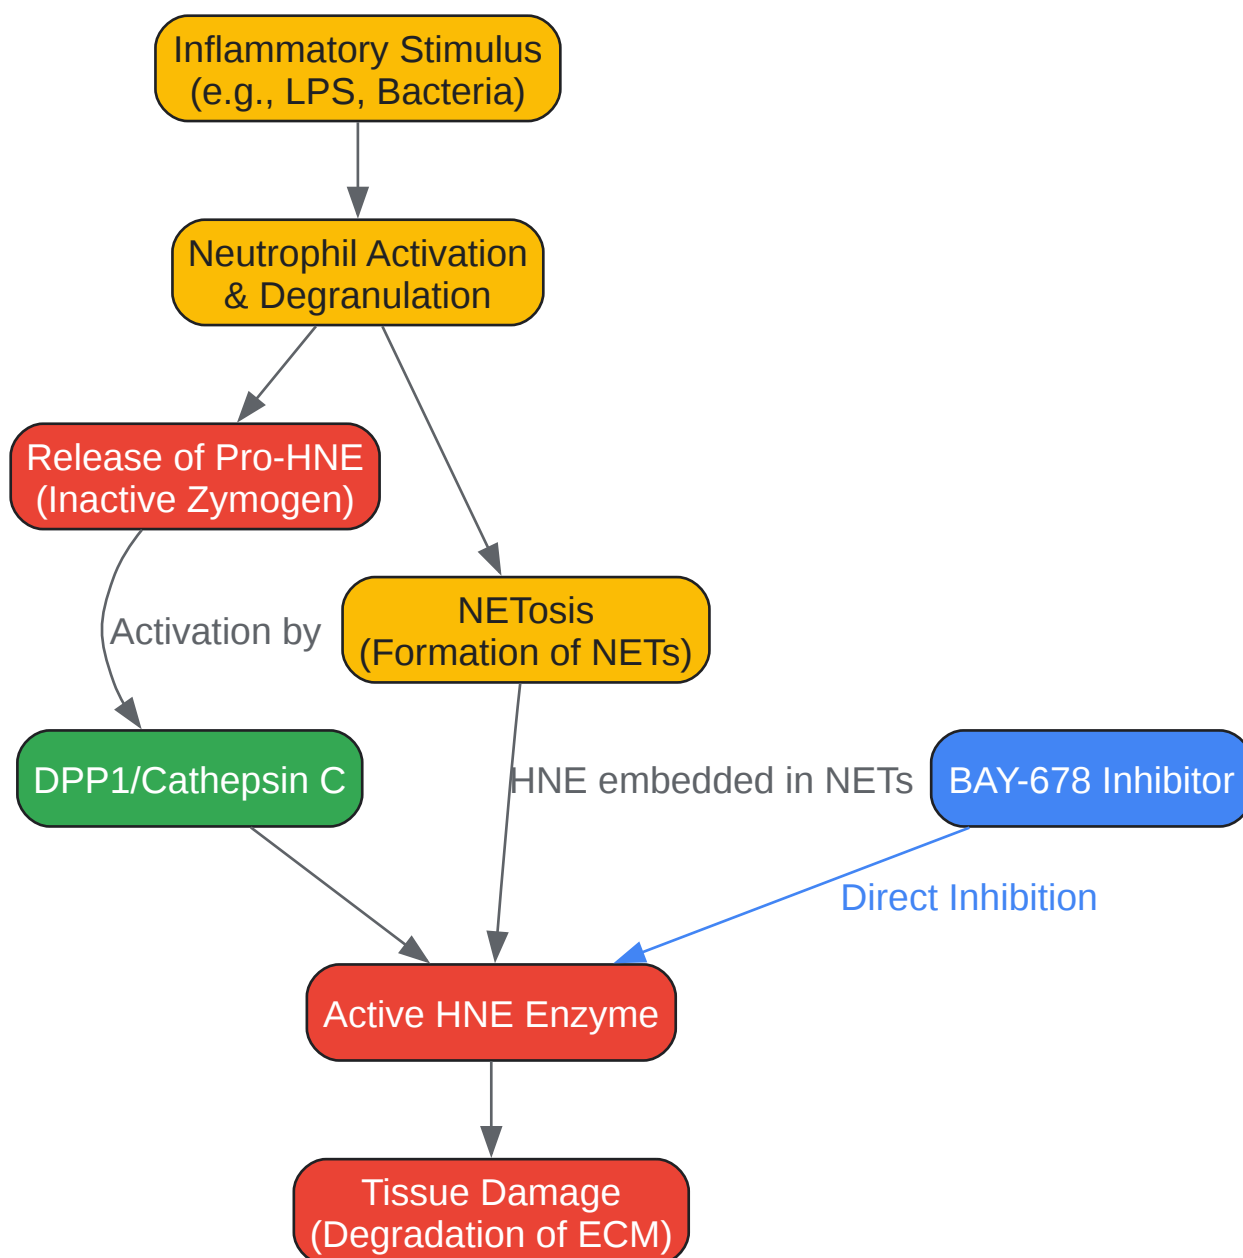 Inflammatory Stimulus
(e.g., LPS, Bacteria)
Neutrophil Activation
& Degranulation
Release of Pro-HNE
(Inactive Zymogen)
Activation by
NETosis
(Formation of NETs)
DPP1/Cathepsin C
HNE embedded in NETs
BAY-678 Inhibitor
Direct Inhibition
Active HNE Enzyme
Tissue Damage
(Degradation of ECM)